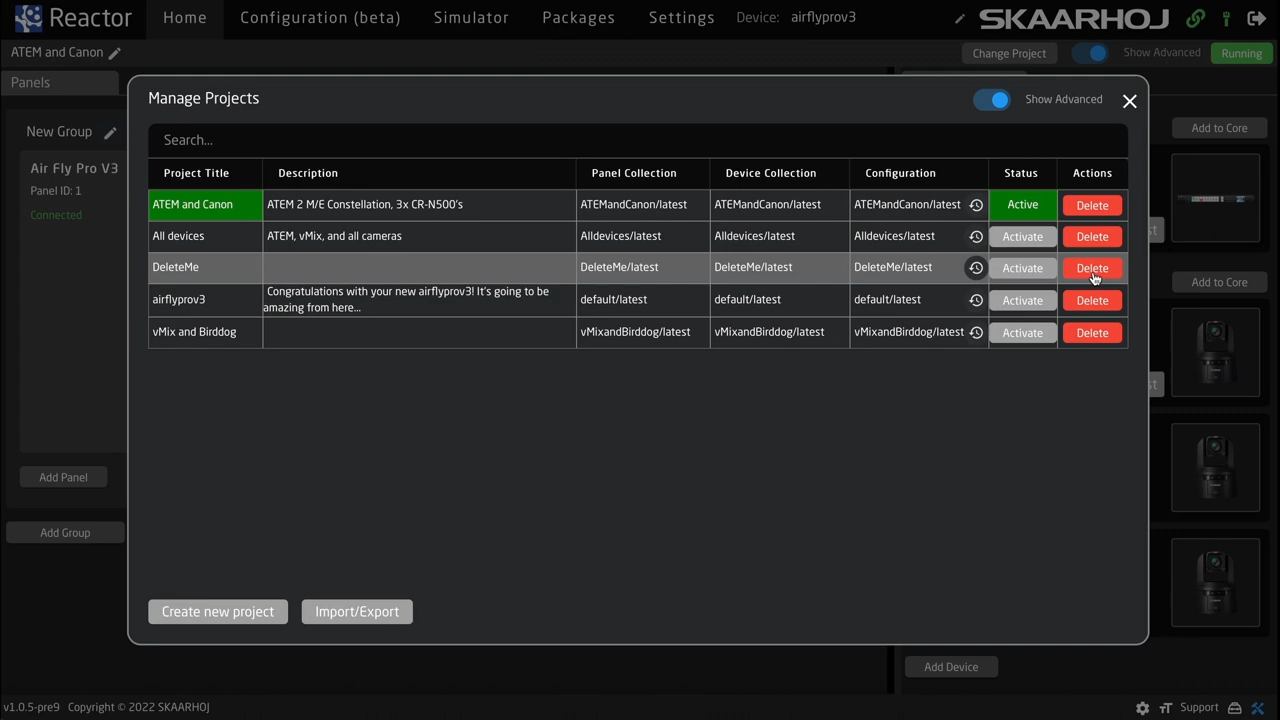 Reactor
Home
Configuration (beta)
Simulator
Packages
Settings
Device: airflyprov3
SKAARHOJ
ATEM and Canon
Change Project
Show Advanced
Running
Panels
New Group
Air Fly Pro V3
Panel ID: 1
Connected
Add Panel
Add Group
Manage Projects
Show Advanced
Search...
Project Title Description Panel Collection Device Collection Configuration Status Actions
ATEM and Canon ATEM 2 M/E Constellation, 3x CR-N500's ATEMandCanon/latest ATEMandCanon/latest ATEMandCanon/latest Active Delete
All devices ATEM, vMix, and all cameras Alldevices/latest Alldevices/latest Alldevices/latest Activate Delete
DeleteMe DeleteMe/latest DeleteMe/latest DeleteMe/latest Activate Delete
airflyprov3 Congratulations with your new airflyprov3! It's going to be
amazing from here... default/latest default/latest default/latest Activate Delete
vMix and Birddog vMixandBirddog/latest vMixandBirddog/latest vMixandBirddog/latest Activate Delete
Create new project
Import/Export
Add to Core
Add to Core
Add Device
v1.0.5-pre9 Copyright © 2022 SKAARHOJ
Support